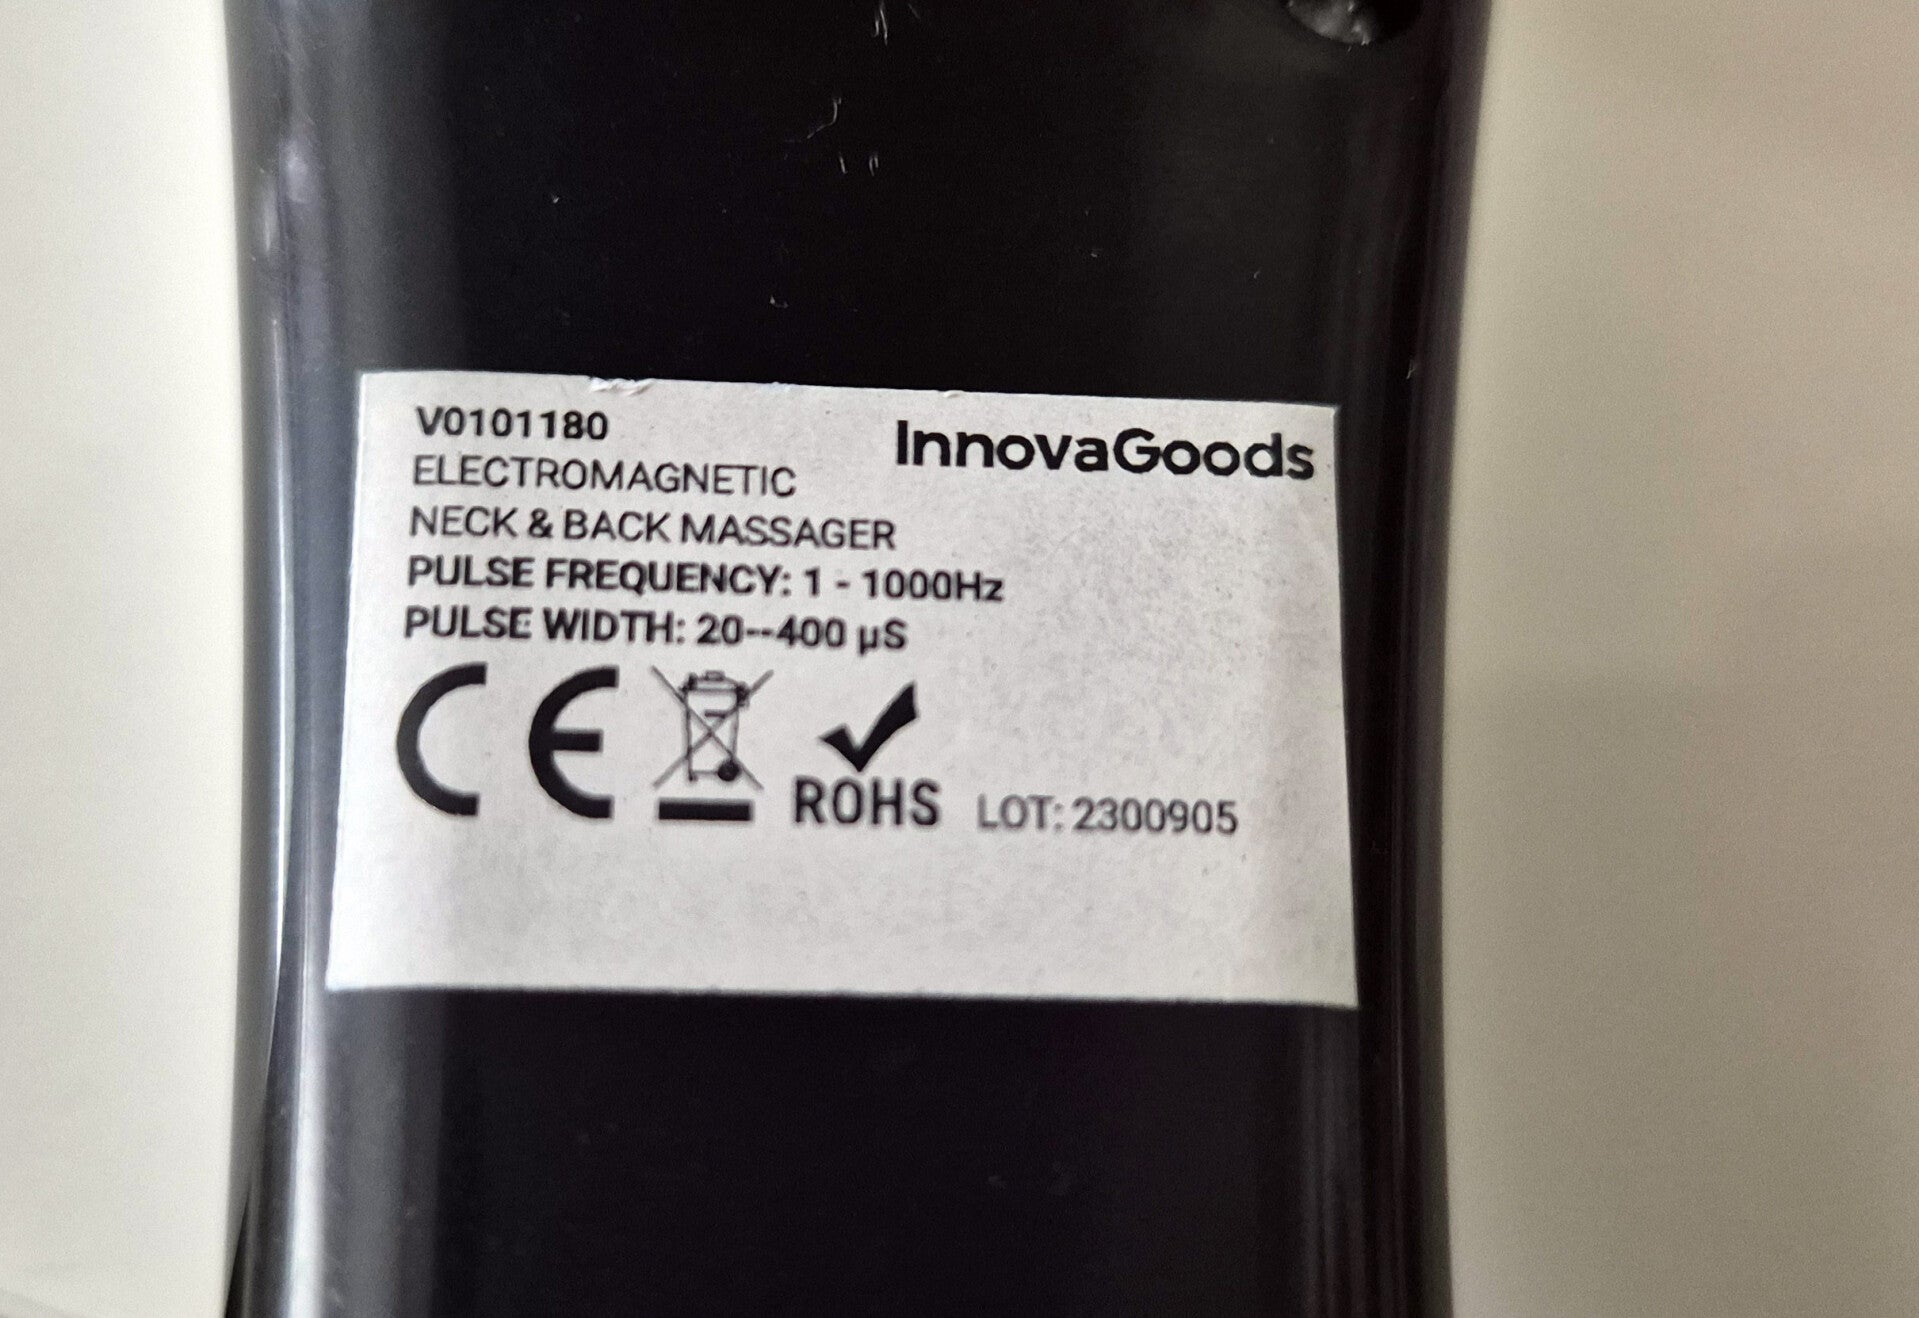 V0101180
InnovaGoods
ELECTROMAGNETIC
NECK & BACK MASSAGER
PULSE FREQUENCY: 1 - 1000Hz
PULSE WIDTH: 20--400 µS
CE
ROHS
LOT: 2300905